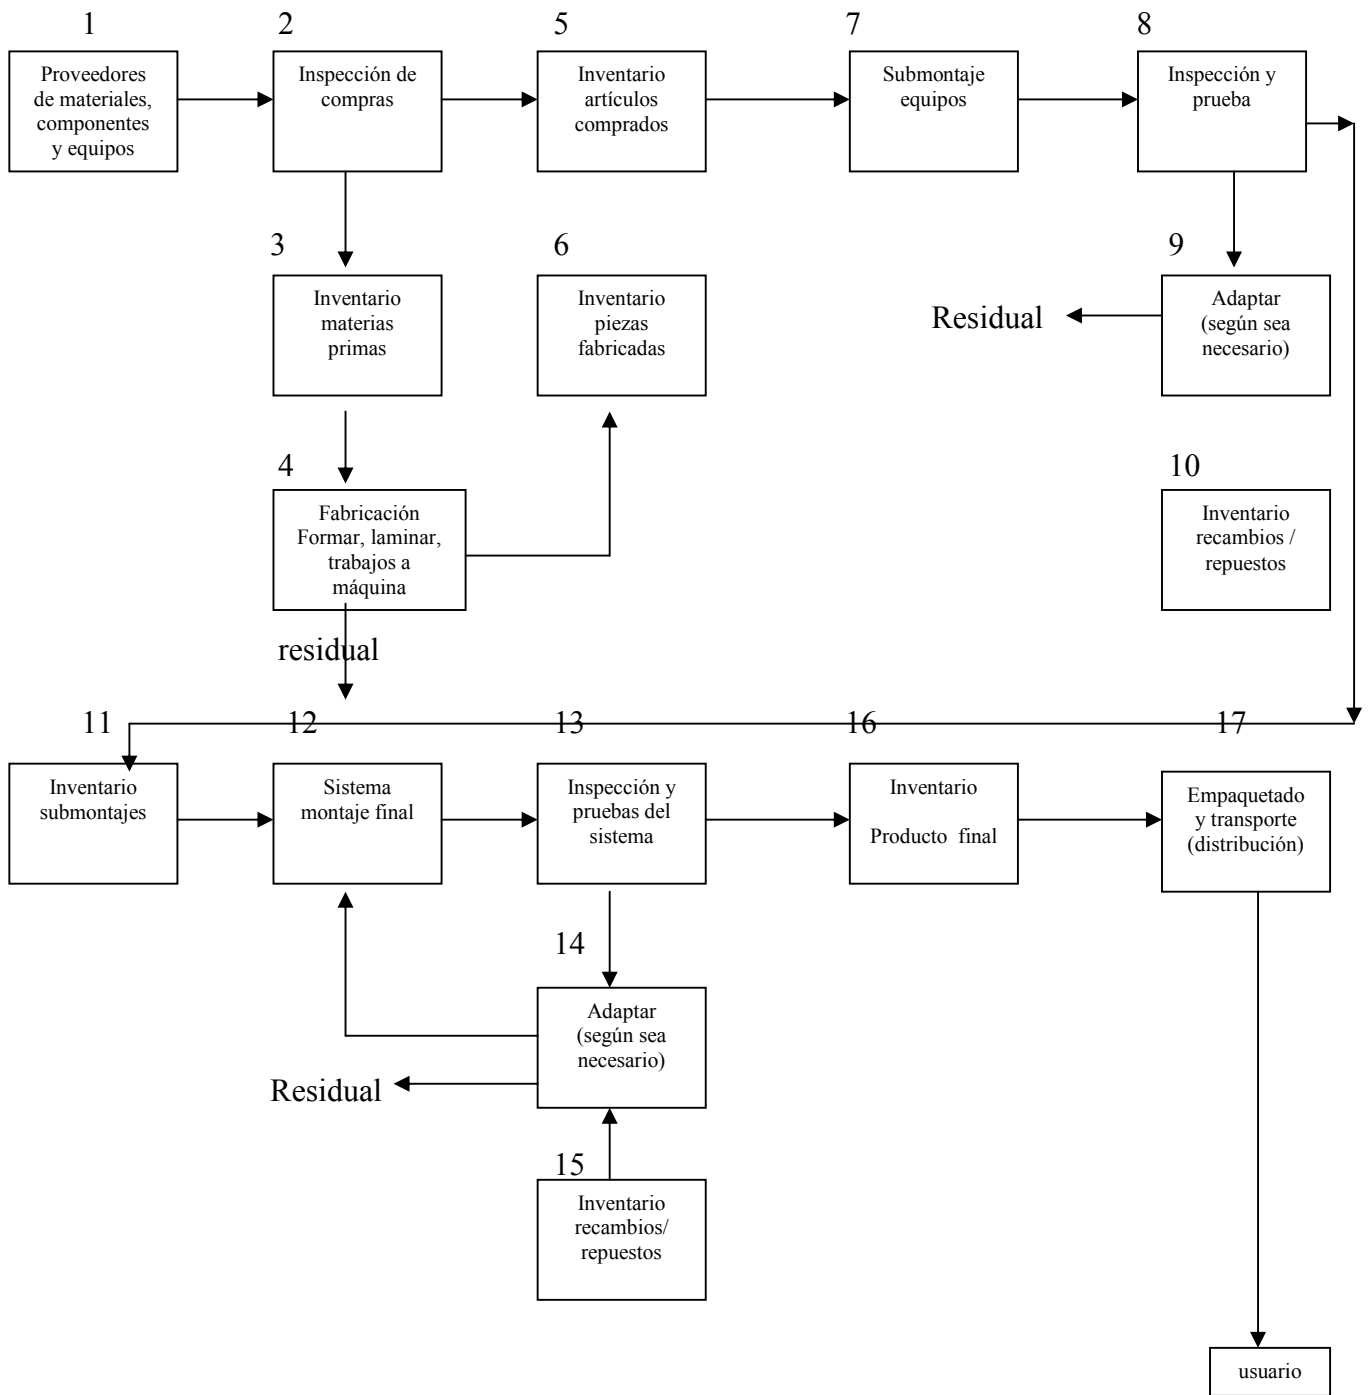 1
Proveedores
de materiales,
componentes
y equipos
2
Inspección de
compras
5
Inventario
artículos
comprados
7
Submontaje
equipos
8
Inspección y
prueba
3
Inventario
materias
primas
6
Inventario
piezas
fabricadas
Residual
9
Adaptar
(según sea
necesario)
4
Fabricación
Formar, laminar,
trabajos a
máquina
residual
10
Inventario
recambios /
repuestos
11
Inventario
submontajes
12
Sistema
montaje final
13
Inspección y
pruebas del
sistema
16
Inventario
Producto final
17
Empaquetado
y transporte
(distribución)
14
Adaptar
(según sea
necesario)
Residual
15
Inventario
recambios/
repuestos
usuario